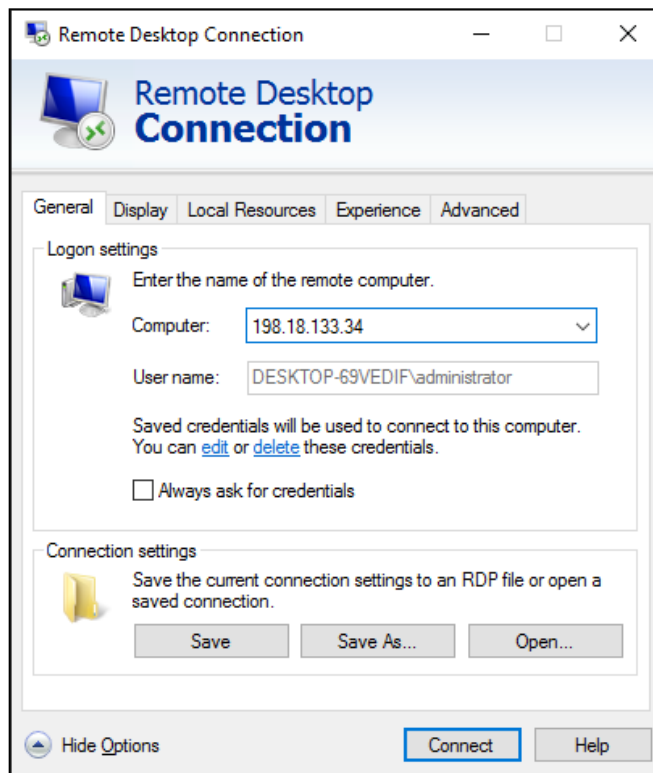 Remote Desktop Connection
Remote Desktop
Connection
General Display Local Resources Experience Advanced
Logon settings
Enter the name of the remote computer.
Computer: 198.18.133.34
User name: DESKTOP-69VEDIF\administrator
Saved credentials will be used to connect to this computer.
You can edit or delete these credentials.
Always ask for credentials
Connection settings
Save the current connection settings to an RDP file or open a
saved connection.
Save Save As... Open...
Hide Options Connect Help